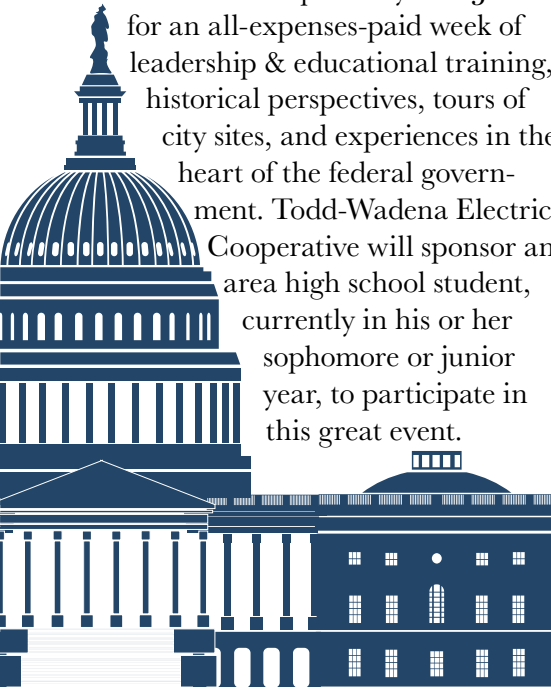 for an all-expenses-paid week of
leadership & educational training,
historical perspectives, tours of
city sites, and experiences in the
heart of the federal govern-
ment. Todd-Wadena Electric
Cooperative will sponsor an
area high school student,
currently in his or her
sophomore or junior
year, to participate in
this great event.